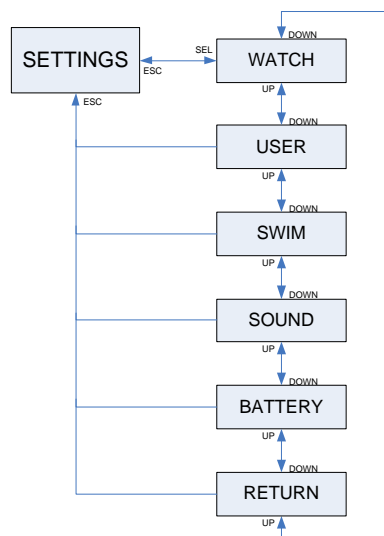 SEL
DOWN
SETTINGS
WATCH
ESC
ESC
UP
DOWN
USER
UP
DOWN
SWIM
UP
DOWN
SOUND
UP
DOWN
BATTERY
UP
DOWN
RETURN
UP